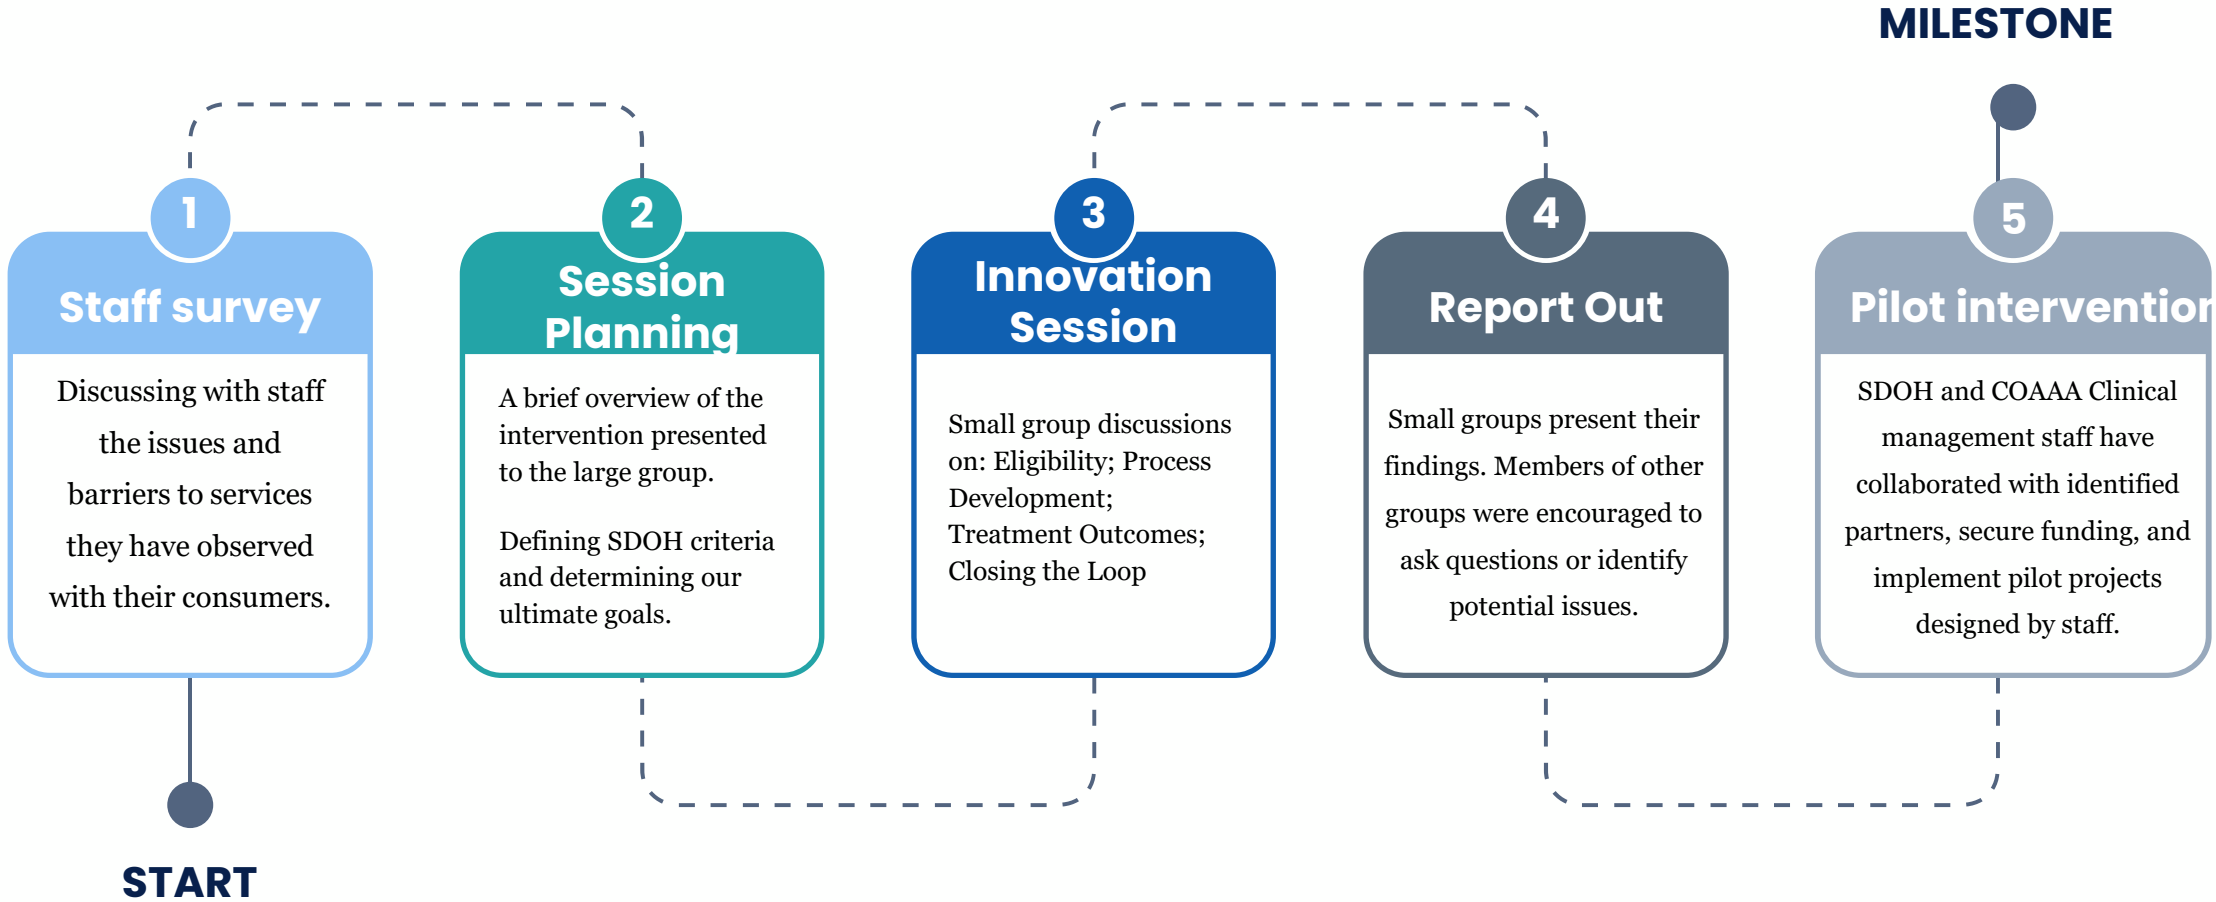 MILESTONE
1
Staff survey
Discussing with staff
the issues and
barriers to services
they have observed
with their consumers.
START
2
Session
Planning
A brief overview of the
intervention presented
to the large group.
Defining SDOH criteria
and determining our
ultimate goals.
3
Innovation
Session
Small group discussions
on: Eligibility; Process
Development;
Treatment Outcomes;
Closing the Loop
4
Report Out
Small groups present their
findings. Members of other
groups were encouraged to
ask questions or identify
potential issues.
5
Pilot intervention
SDOH and COAAA Clinical
management staff have
collaborated with identified
partners, secure funding, and
implement pilot projects
designed by staff.